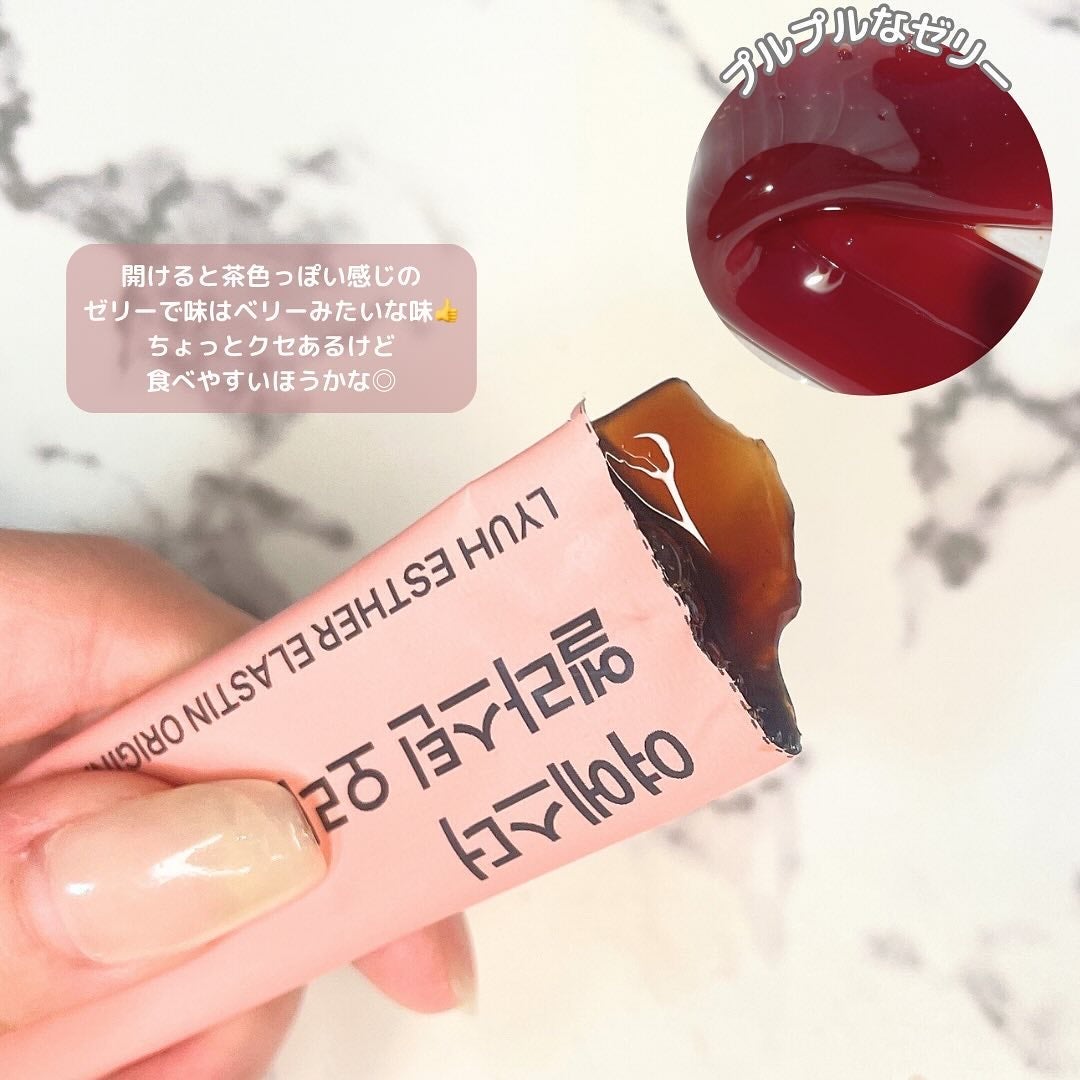 プルプルなゼリー
開けると茶色っぽい感じの
ゼリーで味はベリーみたいな味👍
ちょっとクセあるけど
食べやすいほうかな◎
LYUH ESTHER ELASTIN ORIGIN
엘라스틴 오리
여에스더